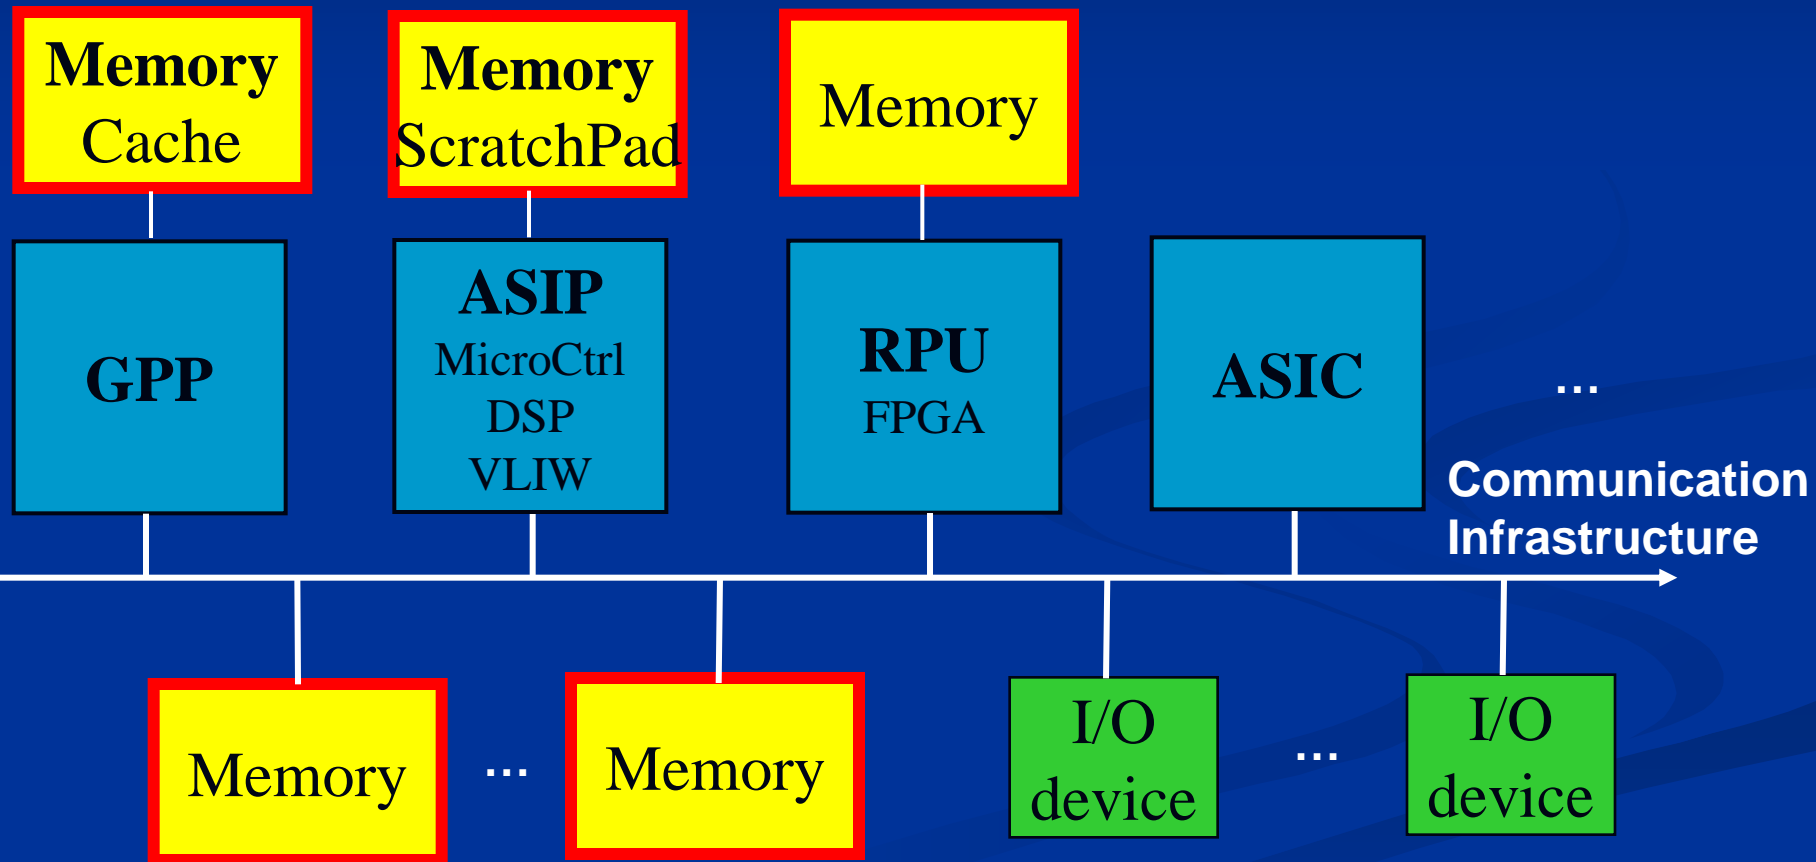 Memory
Cache
Memory
ScratchPad
Memory
GPP
ASIP
MicroCtrl
DSP
VLIW
RPU
FPGA
ASIC
...
Communication
Infrastructure
Memory
...
Memory
I/O
device
...
I/O
device